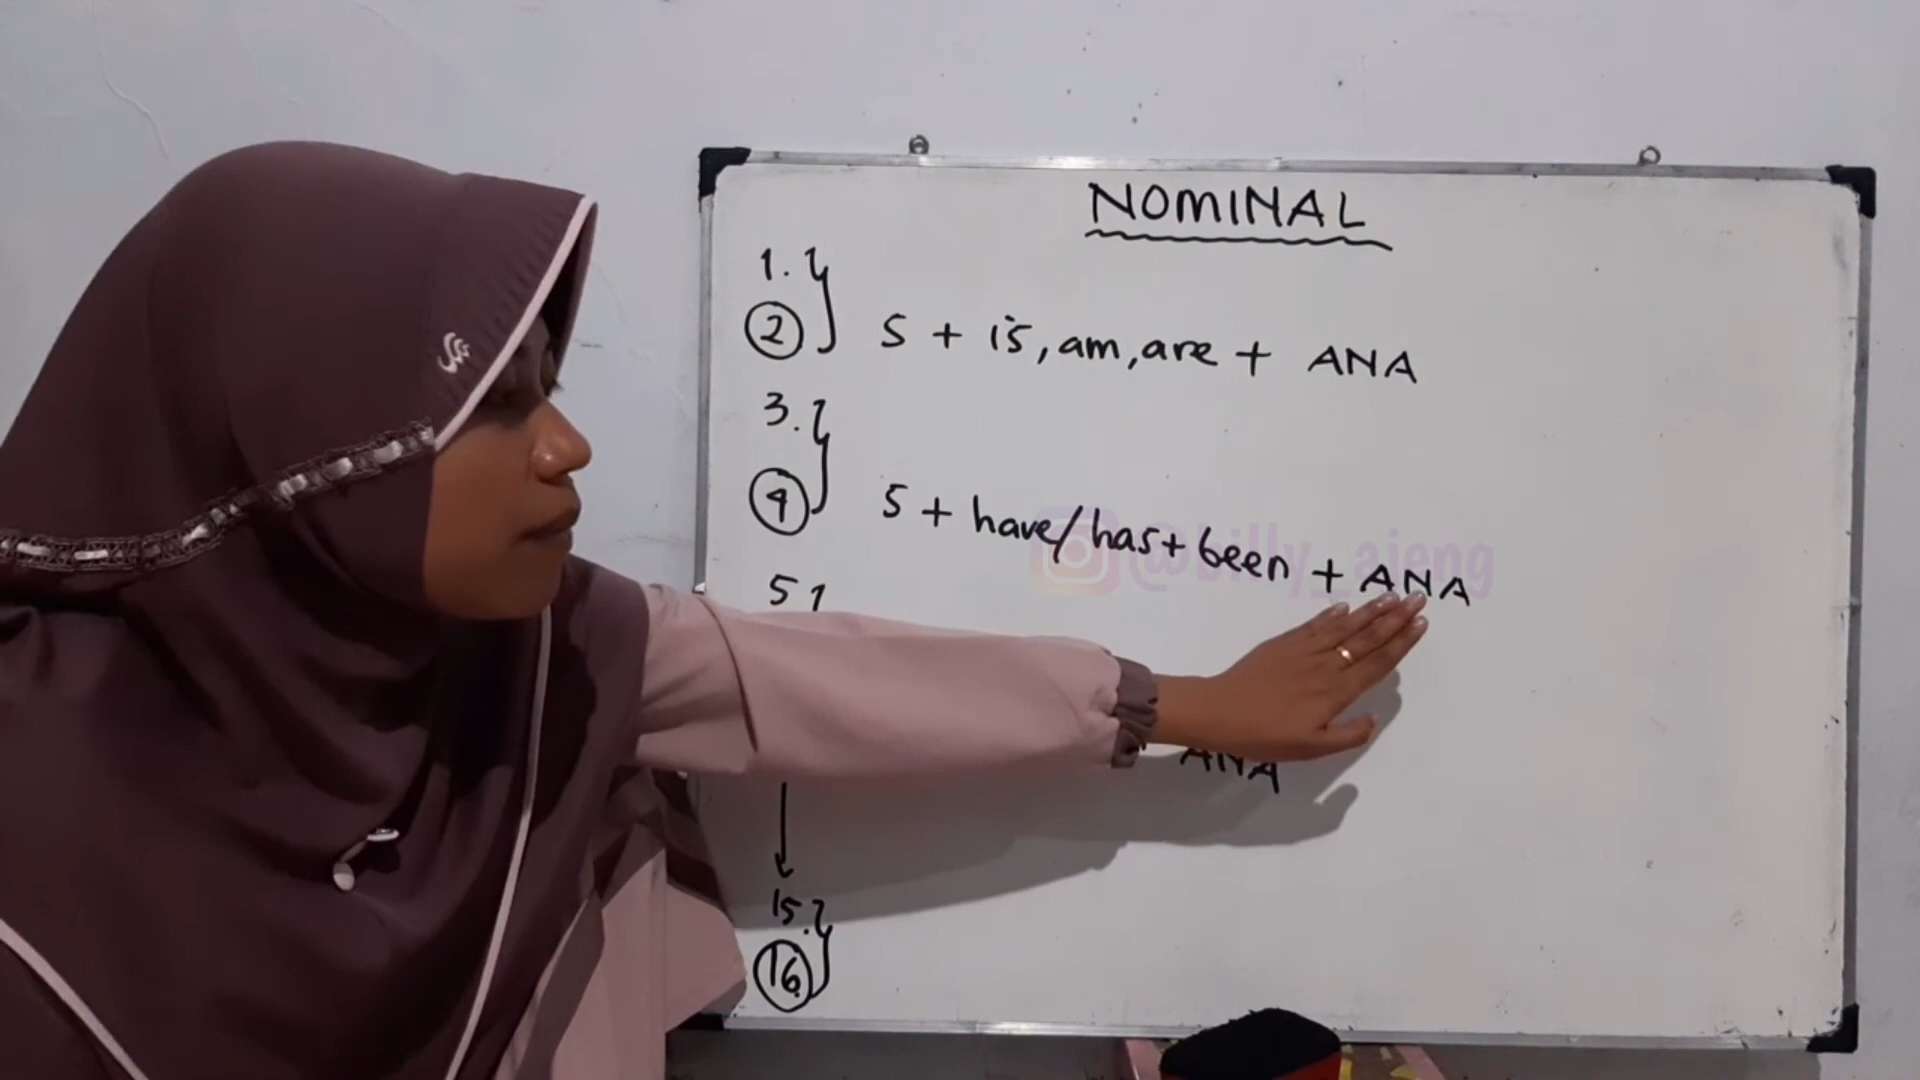 NOMINAL
1.
2 S + is, am, are + ANA
3.
4 S + have/has + been + ANA
@billy_ajeng
5
ANA
15.
16